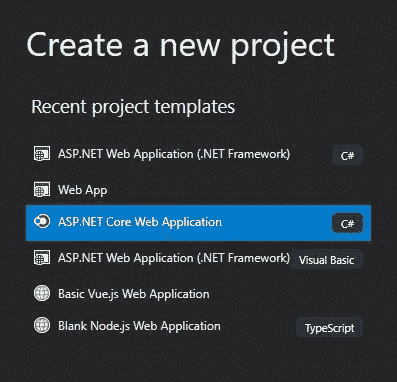 Create a new project
Recent project templates
ASP.NET Web Application (.NET Framework) C#
Web App
ASP.NET Core Web Application C#
ASP.NET Web Application (.NET Framework) Visual Basic
Basic Vue.js Web Application
Blank Node.js Web Application TypeScript